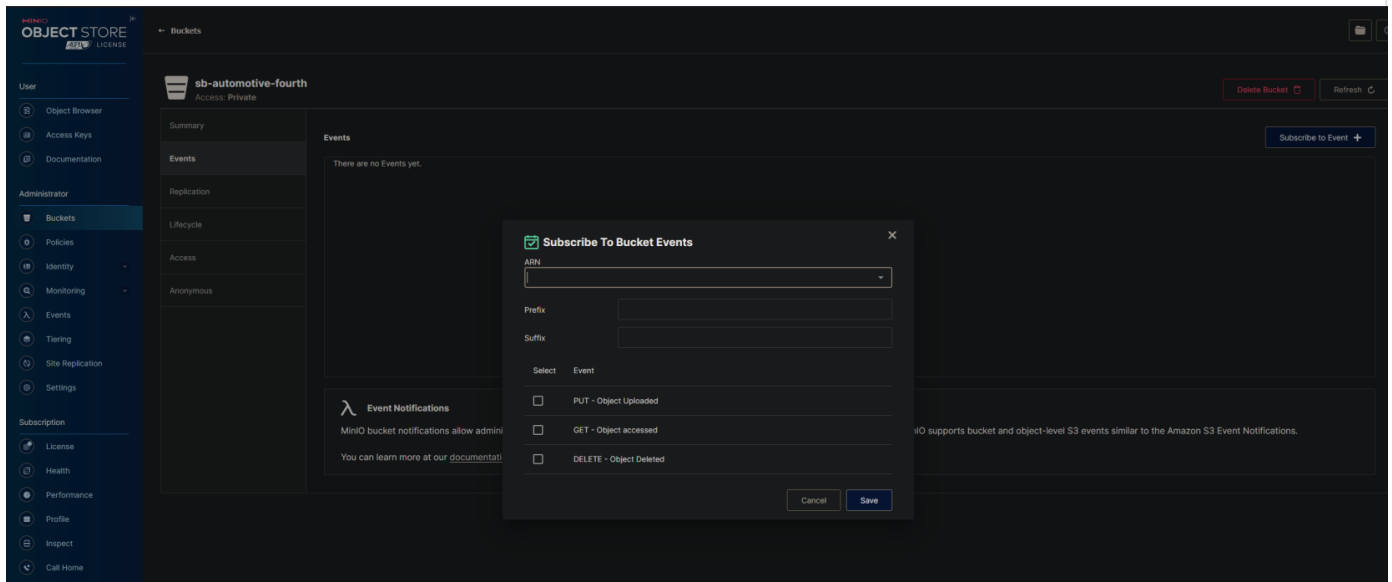 MINIO
OBJECT STORE
LICENSE
← Buckets
User
Object Browser
Access Keys
Documentation
Administrator
Buckets
Policies
Identity
Monitoring
Events
Tiering
Site Replication
Settings
Subscription
License
Health
Performance
Profile
Inspect
Call Home
sb-automotive-fourth
Access: Private
Delete Bucket
Refresh
Summary
Events
Replication
Lifecycle
Access
Anonymous
Events
Subscribe to Event +
There are no Events yet.
Subscribe To Bucket Events
ARN
Prefix
Suffix
Select Event
PUT - Object Uploaded
GET - Object accessed
DELETE - Object Deleted
Cancel Save
Event Notifications
MinIO bucket notifications allow admini
IO supports bucket and object-level S3 events similar to the Amazon S3 Event Notifications.
You can learn more at our documentati